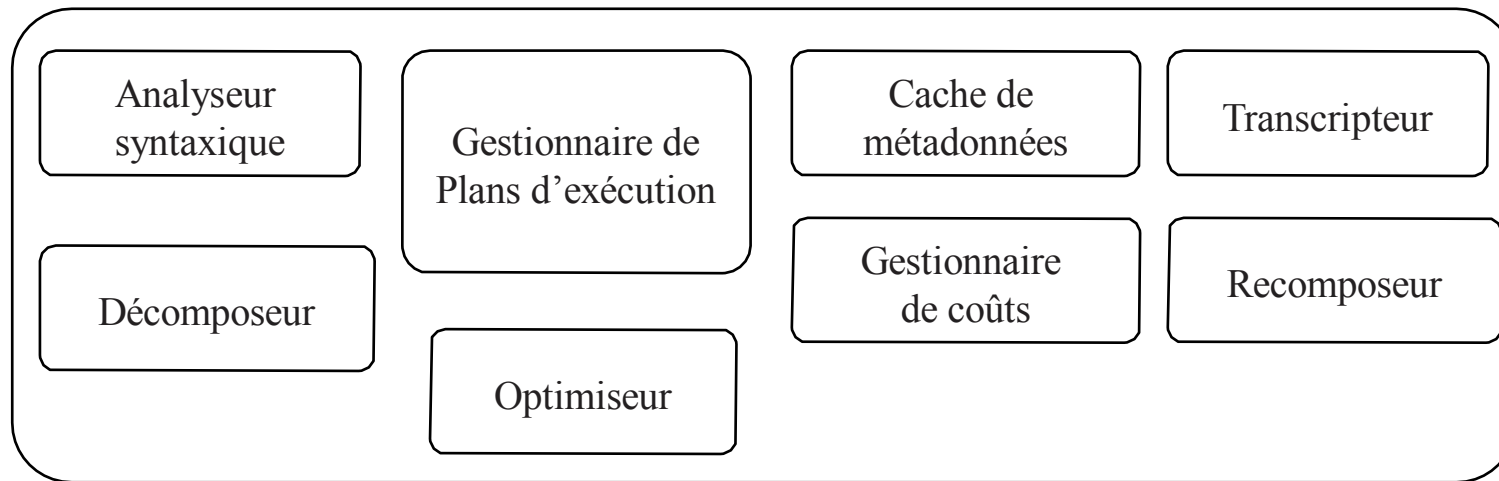 Analyseur
syntaxique
Gestionnaire de
Plans d’exécution
Cache de
métadonnées
Transcripteur
Décomposeur
Optimiseur
Gestionnaire
de coûts
Recomposeur